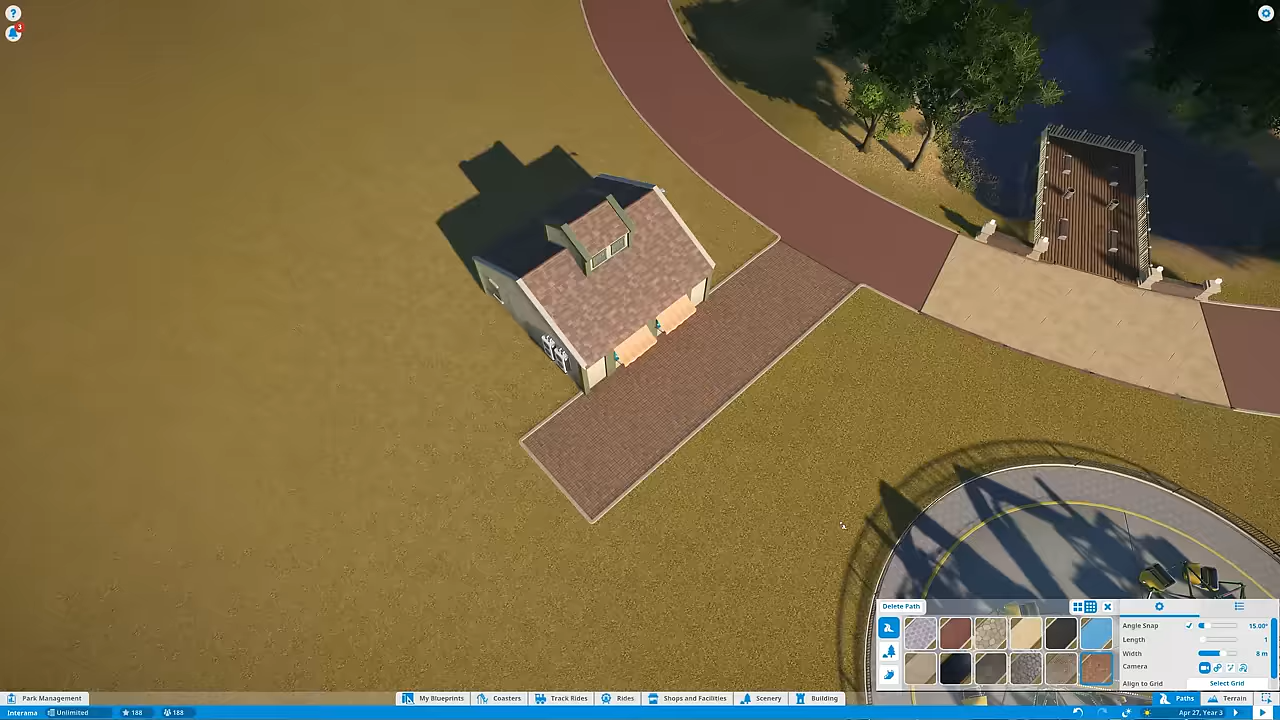 ?
3
Delete Path
Angle Snap 15.00°
Length 1
Width 8 m
Camera
Align to Grid Select Grid
Park Management My Blueprints Coasters Track Rides Rides Shops and Facilities Scenery Building Paths Terrain
Interama Unlimited 188 188 Apr 27, Year 3